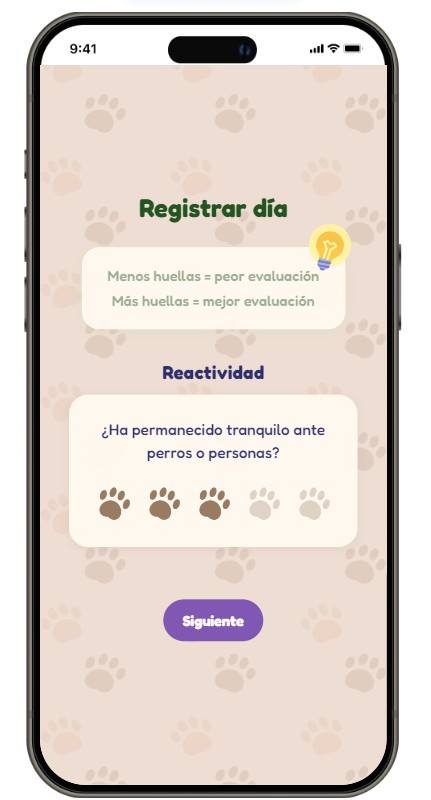 9:41
Registrar día
Menos huellas = peor evaluación
Más huellas = mejor evaluación
Reactividad
¿Ha permanecido tranquilo ante
perros o personas?
Siguiente